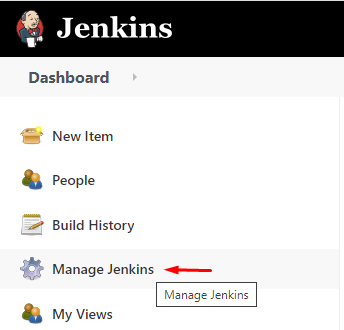 Jenkins
Dashboard
New Item
People
Build History
Manage Jenkins
Manage Jenkins
My Views